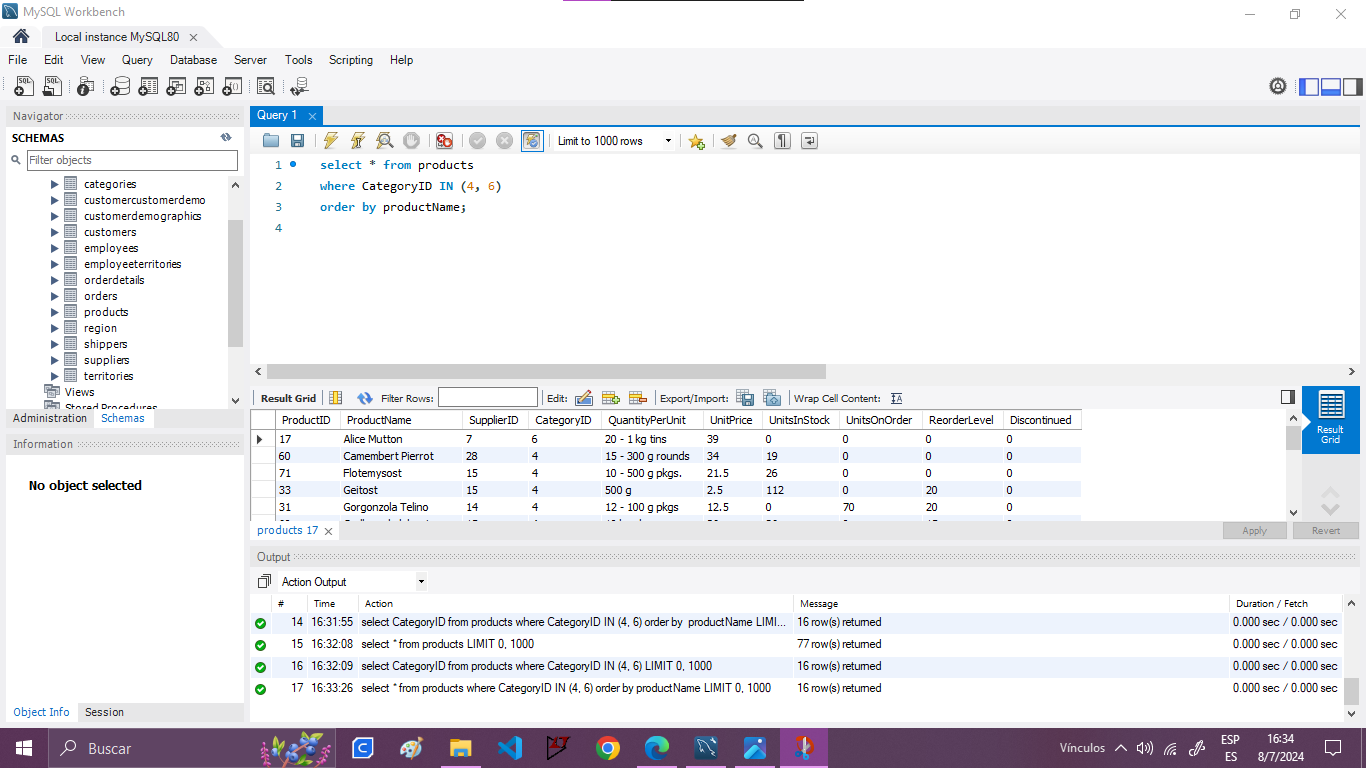 MySQL Workbench
Local instance MySQL80
File Edit View Query Database Server Tools Scripting Help
Navigator
SCHEMAS
Filter objects
categories
customercustomerdemo
customerdemographics
customers
employees
employeeterritories
orderdetails
orders
products
region
shippers
suppliers
territories
Views
Stored Procedures
Administration Schemas
Information
No object selected
Object Info Session
Query 1
Limit to 1000 rows
1 select * from products
2 where CategoryID IN (4, 6)
3 order by productName;
4
Result Grid Filter Rows: Edit: Export/Import: Wrap Cell Content:
ProductID ProductName SupplierID CategoryID QuantityPerUnit UnitPrice UnitsInStock UnitsOnOrder ReorderLevel Discontinued
17 Alice Mutton 7 6 20 - 1 kg tins 39 0 0 0 0
60 Camembert Pierrot 28 4 15 - 300 g rounds 34 19 0 0 0
71 Flotemysost 15 4 10 - 500 g pkgs. 21.5 26 0 0 0
33 Geitost 15 4 500 g 2.5 112 0 20 0
31 Gorgonzola Telino 14 4 12 - 100 g pkgs 12.5 0 70 20 0
Result
Grid
products 17
Apply Revert
Output
Action Output
# Time Action Message Duration / Fetch
14 16:31:55 select CategoryID from products where CategoryID IN (4, 6) order by productName LIMI... 16 row(s) returned 0.000 sec / 0.000 sec
15 16:32:08 select * from products LIMIT 0, 1000 77 row(s) returned 0.000 sec / 0.000 sec
16 16:32:09 select CategoryID from products where CategoryID IN (4, 6) LIMIT 0, 1000 16 row(s) returned 0.000 sec / 0.000 sec
17 16:33:26 select * from products where CategoryID IN (4, 6) order by productName LIMIT 0, 1000 16 row(s) returned 0.000 sec / 0.000 sec
Buscar
Vínculos
ESP
ES
16:34
8/7/2024